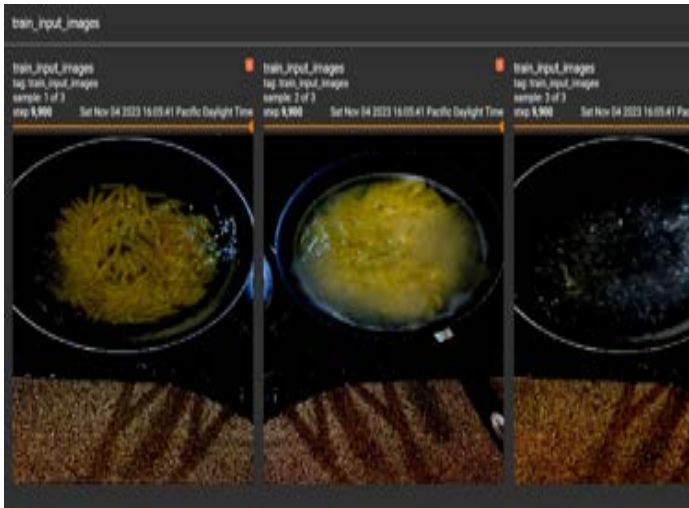 train_input_images
train_input_images
tag: train_input_images
sample: 1 of 3
step 9,900 Sat Nov 04 2023 16:05:41 Pacific Daylight Time
train_input_images
tag: train_input_images
sample: 2 of 3
step 9,900 Sat Nov 04 2023 16:05:41 Pacific Daylight Time
train_input_images
tag: train_input_images
sample: 3 of 3
step 9,900 Sat Nov 04 2023 16:05:41 Pac